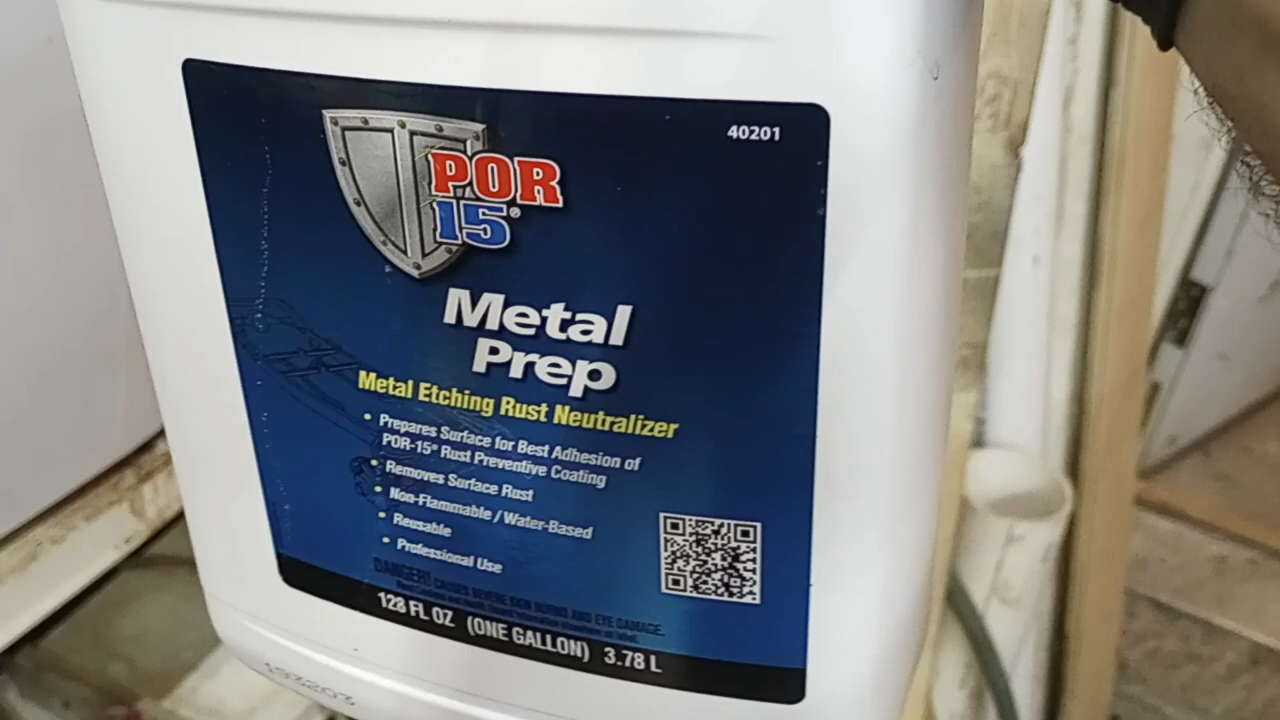 40201
POR
15®
Metal
Prep
Metal Etching Rust Neutralizer
• Prepares Surface for Best Adhesion of
POR-15® Rust Preventive Coating
• Removes Surface Rust
• Non-Flammable / Water-Based
• Reusable
• Professional Use
DANGER! CAUSES SEVERE SKIN BURNS AND EYE DAMAGE.
128 FL OZ (ONE GALLON) 3.78 L
193203